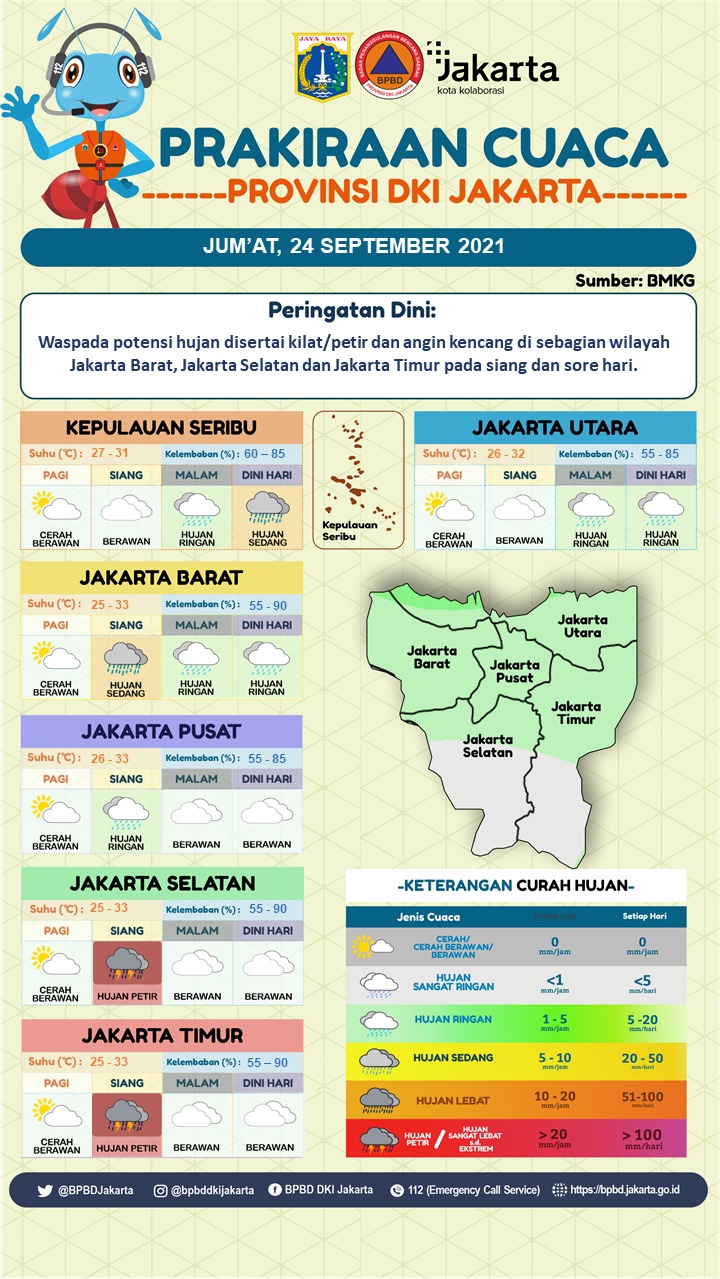 112
112
JAYA RAYA
BADAN PENANGGULANGAN BENCANA DAERAH
BPBD
PROVINSI DKI JAKARTA
Jakarta
kota kolaborasi
PRAKIRAAN CUACA
------PROVINSI DKI JAKARTA------
JUM'AT, 24 SEPTEMBER 2021
Sumber: BMKG
Peringatan Dini:
Waspada potensi hujan disertai kilat/petir dan angin kencang di sebagian wilayah
Jakarta Barat, Jakarta Selatan dan Jakarta Timur pada siang dan sore hari.
KEPULAUAN SERIBU
Suhu (℃) : 27 - 31 Kelembaban (%) : 60 – 85
PAGI SIANG MALAM DINI HARI
CERAH BERAWAN BERAWAN HUJAN RINGAN HUJAN SEDANG
Kepulauan
Seribu
JAKARTA UTARA
Suhu (℃) : 26 - 32 Kelembaban (%) : 55 - 85
PAGI SIANG MALAM DINI HARI
CERAH BERAWAN BERAWAN HUJAN RINGAN HUJAN RINGAN
JAKARTA BARAT
Suhu (℃) : 25 - 33 Kelembaban (%) : 55 - 90
PAGI SIANG MALAM DINI HARI
CERAH BERAWAN HUJAN SEDANG HUJAN RINGAN HUJAN RINGAN
JAKARTA PUSAT
Suhu (℃) : 26 - 33 Kelembaban (%) : 55 - 85
PAGI SIANG MALAM DINI HARI
CERAH BERAWAN HUJAN RINGAN BERAWAN BERAWAN
JAKARTA SELATAN
Suhu (℃) : 25 - 33 Kelembaban (%) : 55 - 90
PAGI SIANG MALAM DINI HARI
CERAH BERAWAN HUJAN PETIR BERAWAN BERAWAN
JAKARTA TIMUR
Suhu (℃) : 25 - 33 Kelembaban (%) : 55 – 90
PAGI SIANG MALAM DINI HARI
CERAH BERAWAN HUJAN PETIR BERAWAN BERAWAN
Jakarta
Utara
Jakarta
Barat
Jakarta
Pusat
Jakarta
Timur
Jakarta
Selatan
-KETERANGAN CURAH HUJAN-
Jenis Cuaca Setiap Jam Setiap Hari
CERAH/
CERAH BERAWAN/
BERAWAN
0 mm/jam 0 mm/jam
HUJAN
SANGAT RINGAN
<1 mm/jam <5 mm/hari
HUJAN RINGAN 1 - 5 mm/jam 5 -20 mm/hari
HUJAN SEDANG 5 - 10 mm/jam 20 - 50 mm/hari
HUJAN LEBAT 10 - 20 mm/jam 51-100 mm/hari
HUJAN PETIR / HUJAN SANGAT LEBAT s.d. EKSTREM > 20 mm/jam > 100 mm/hari
@BPBDJakarta @bpbddkijakarta BPBD DKI Jakarta 112 (Emergency Call Service) https://bpbd.jakarta.go.id